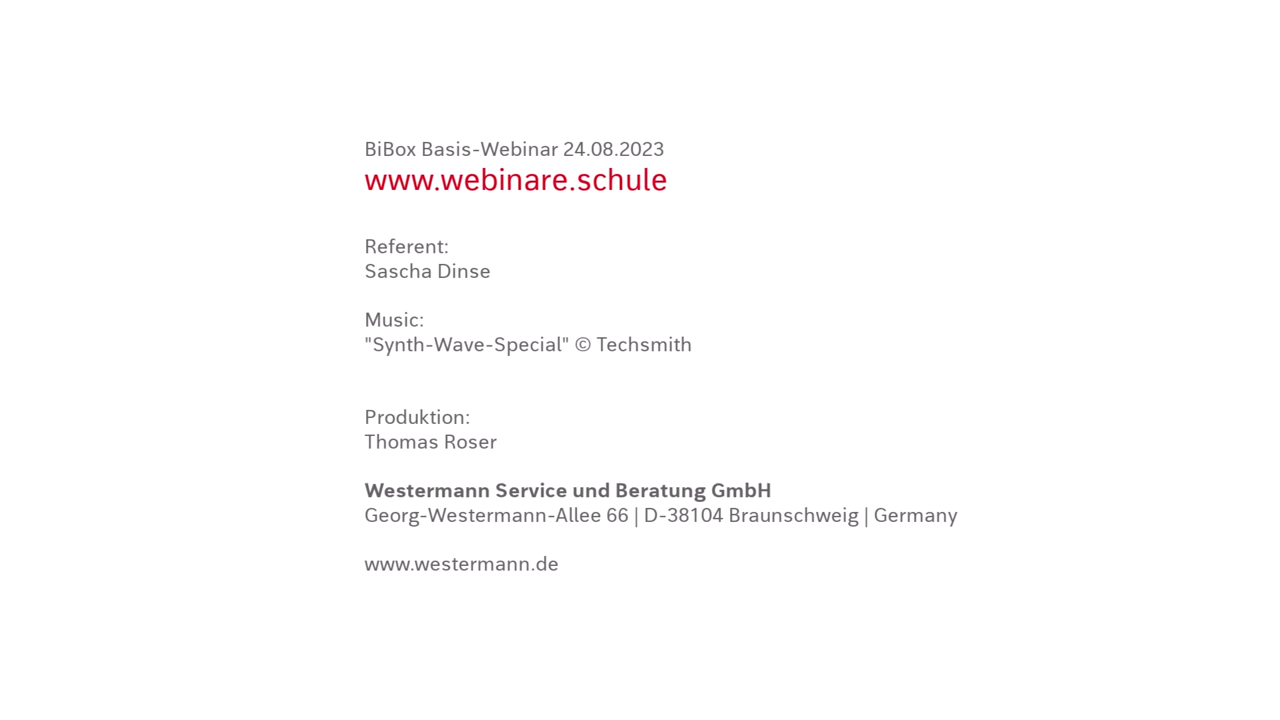 BiBox Basis-Webinar 24.08.2023
www.webinare.schule
Referent:
Sascha Dinse
Music:
"Synth-Wave-Special" © Techsmith
Produktion:
Thomas Roser
Westermann Service und Beratung GmbH
Georg-Westermann-Allee 66 | D-38104 Braunschweig | Germany
www.westermann.de